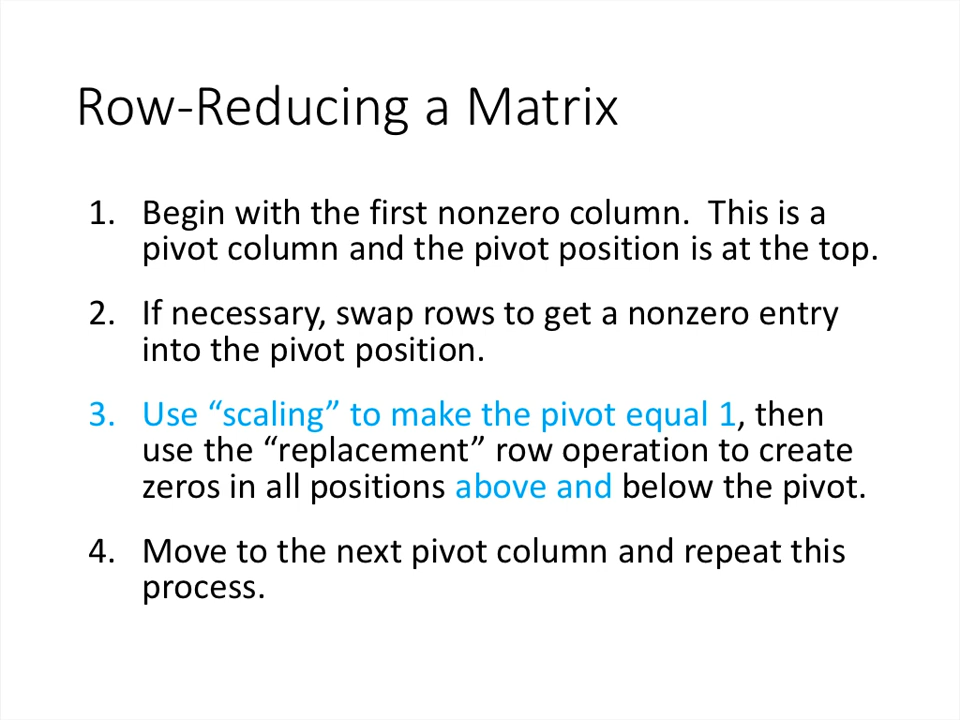 Row-Reducing a Matrix
1. Begin with the first nonzero column.  This is a
pivot column and the pivot position is at the top.
2. If necessary, swap rows to get a nonzero entry
into the pivot position.
3. Use “scaling” to make the pivot equal 1, then
use the “replacement” row operation to create
zeros in all positions above and below the pivot.
4. Move to the next pivot column and repeat this
process.